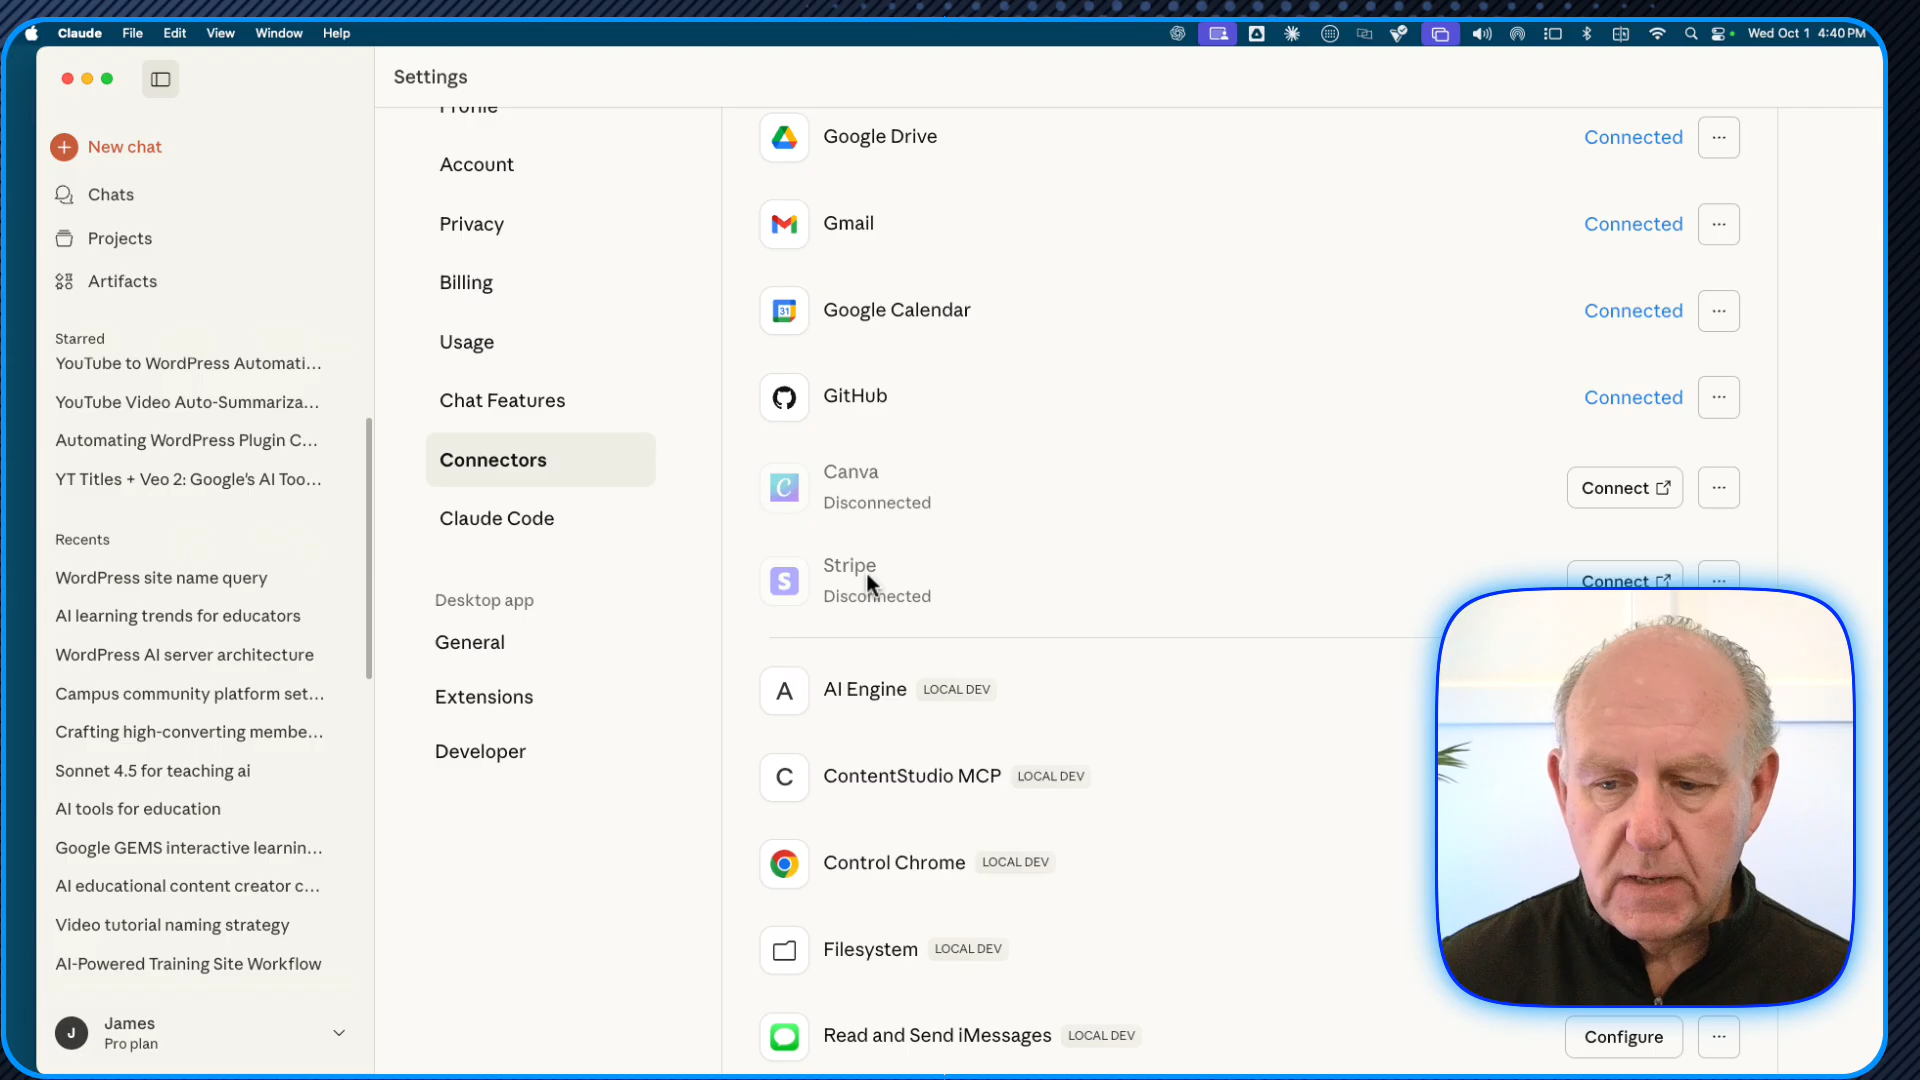 Claude File Edit View Window Help
Wed Oct 1 4:40 PM
Settings
New chat
Chats
Projects
Artifacts
Starred
YouTube to WordPress Automati...
YouTube Video Auto-Summariza...
Automating WordPress Plugin C...
YT Titles + Veo 2: Google's AI Too...
Recents
WordPress site name query
AI learning trends for educators
WordPress AI server architecture
Campus community platform set...
Crafting high-converting membe...
Sonnet 4.5 for teaching ai
AI tools for education
Google GEMS interactive learnin...
AI educational content creator c...
Video tutorial naming strategy
AI-Powered Training Site Workflow
J
James
Pro plan
Profile
Account
Privacy
Billing
Usage
Chat Features
Connectors
Claude Code
Desktop app
General
Extensions
Developer
Google Drive
Connected
Gmail
Connected
31
Google Calendar
Connected
GitHub
Connected
C
Canva
Disconnected
Connect
S
Stripe
Disconnected
Connect
A
AI Engine LOCAL DEV
C
ContentStudio MCP LOCAL DEV
Control Chrome LOCAL DEV
Filesystem LOCAL DEV
Read and Send iMessages LOCAL DEV
Configure